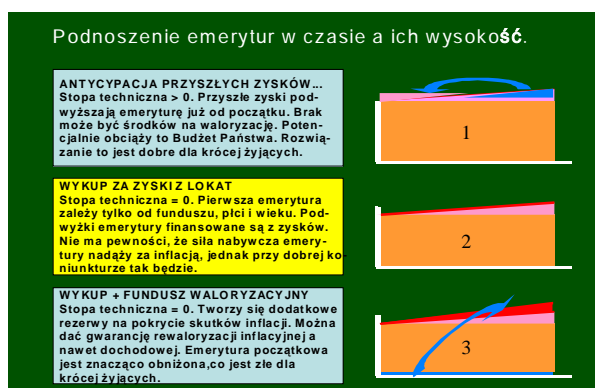 Podnoszenie emerytur w czasie a ich wysokość.
ANTYCYPACJA PRZYSZŁYCH ZYSKÓW...
Stopa techniczna > 0. Przyszłe zyski pod-
wyższają emeryturę już od początku. Brak
może być środków na waloryzację. Poten-
cjalnie obciąży to Budżet Państwa. Rozwią-
zanie to jest dobre dla krócej żyjących.
1
WYKUP ZA ZYSKI Z LOKAT
Stopa techniczna = 0. Pierwsza emerytura
zależy tylko od funduszu, płci i wieku. Pod-
wyżki emerytury finansowane są z zysków.
Nie ma pewności, że siła nabywcza emery-
tury nadąży za inflacją, jednak przy dobrej ko-
niunkturze tak będzie.
2
WYKUP + FUNDUSZ WALORYZACYJNY
Stopa techniczna = 0. Tworzy się dodatkowe
rezerwy na pokrycie skutków inflacji. Można
dać gwarancję rewaloryzacji inflacyjnej a
nawet dochodowej. Emerytura początkowa
jest znacząco obniżona,co jest złe dla
krócej żyjących.
3